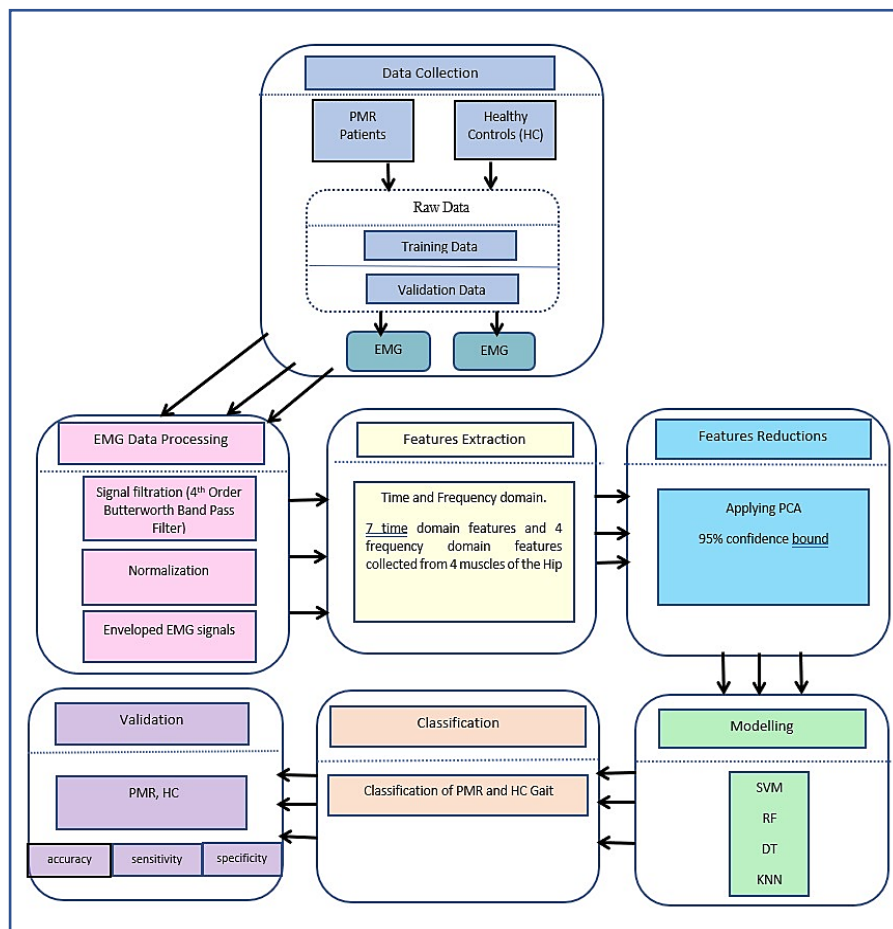 Data Collection
PMR
Patients
Healthy
Controls (HC)
Raw Data
Training Data
Validation Data
EMG
EMG
EMG Data Processing
Signal filtration (4th Order
Butterworth Band Pass
Filter)
Normalization
Enveloped EMG signals
Features Extraction
Time and Frequency domain.
7 time domain features and 4
frequency domain features
collected from 4 muscles of the Hip
Features Reductions
Applying PCA
95% confidence bound
Modelling
SVM
RF
DT
KNN
Classification
Classification of PMR and HC Gait
Validation
PMR, HC
accuracy
sensitivity
specificity